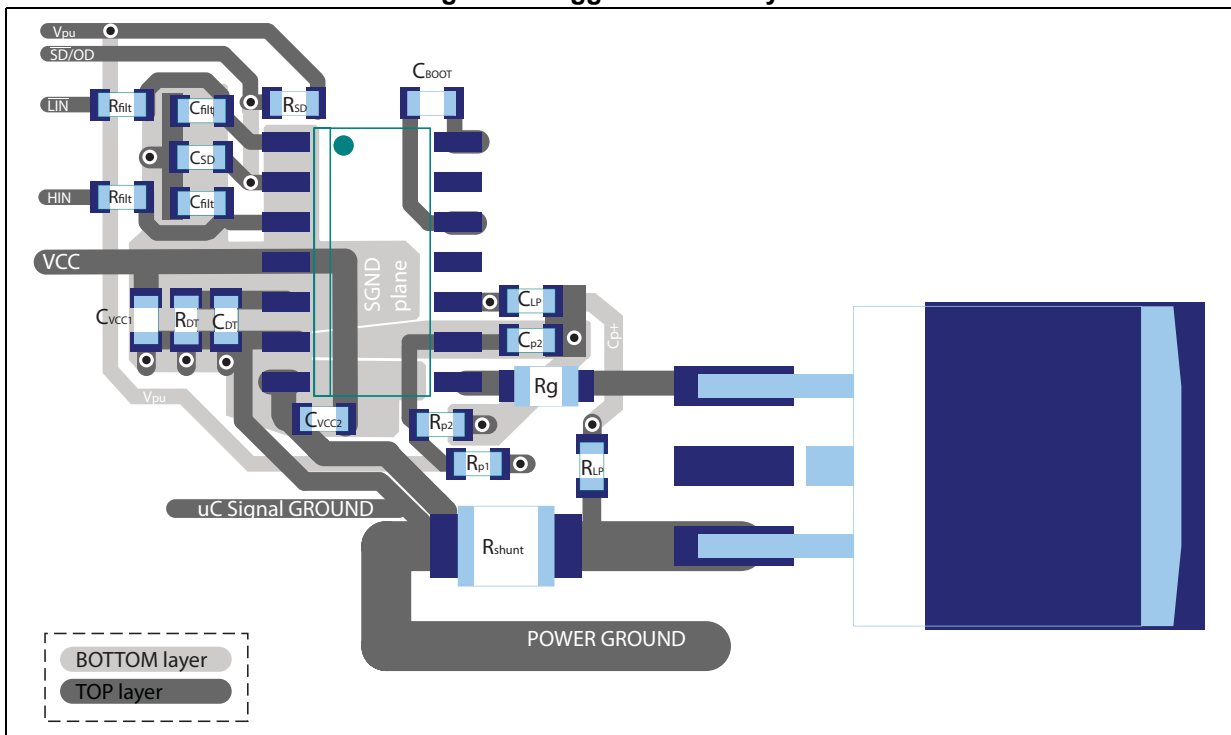 Vpu
SD/OD
CBOOT
LIN
Rfilt
Cfilt
RSD
CSD
HIN
Rfilt
Cfilt
VCC
SGND
plane
CVCC1
RDT
CDT
CLP
Cp2
Cp+
Rg
Vpu
CVCC2
Rp2
Rp1
RLP
uC Signal GROUND
Rshunt
POWER GROUND
BOTTOM layer
TOP layer